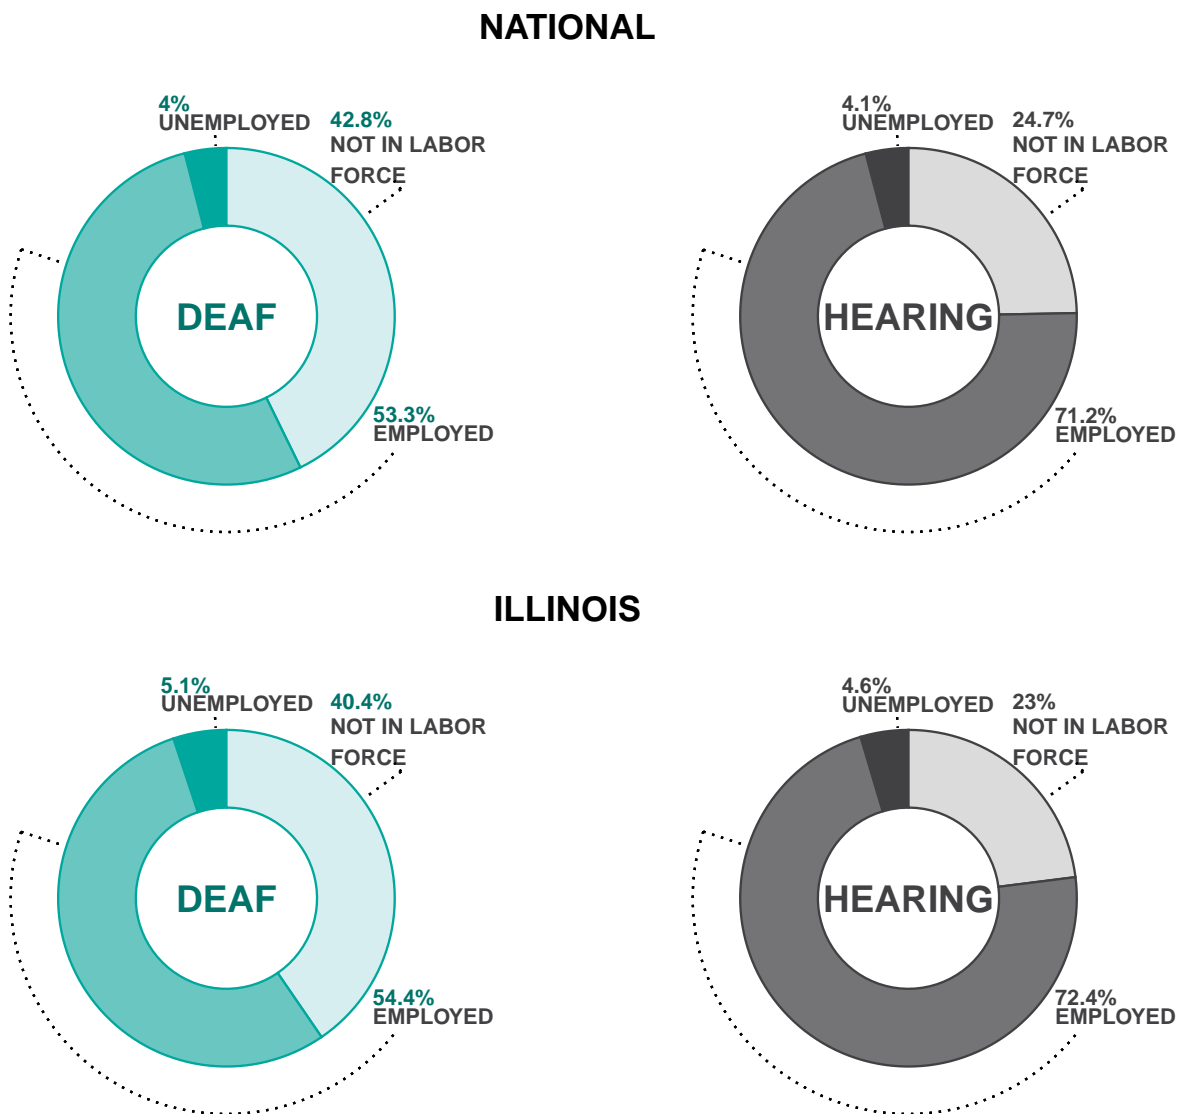 NATIONAL
4%
UNEMPLOYED
42.8%
NOT IN LABOR
FORCE
DEAF
53.3%
EMPLOYED
4.1%
UNEMPLOYED
24.7%
NOT IN LABOR
FORCE
HEARING
71.2%
EMPLOYED
ILLINOIS
5.1%
UNEMPLOYED
40.4%
NOT IN LABOR
FORCE
DEAF
54.4%
EMPLOYED
4.6%
UNEMPLOYED
23%
NOT IN LABOR
FORCE
HEARING
72.4%
EMPLOYED